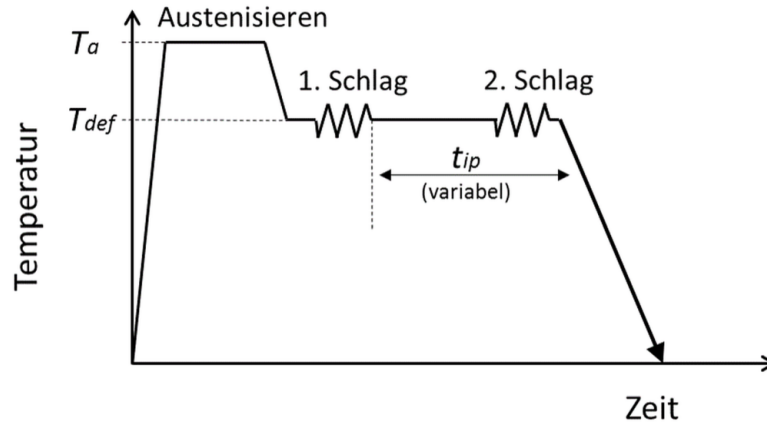 Austenisieren
Ta
1. Schlag
2. Schlag
Tdef
tip
(variabel)
Temperatur
Zeit